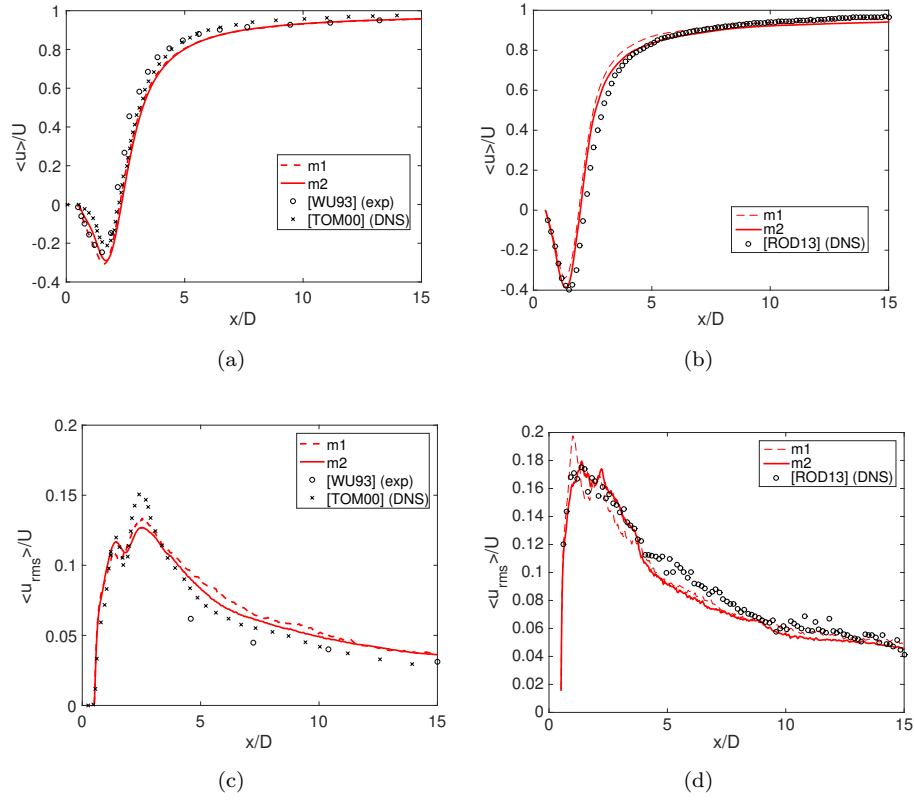 1
0.8
0.6
0.4
0.2
0
-0.2
-0.4
<u>/U
0 5 10 15
x/D
m1
m2
[WU93] (exp)
[TOM00] (DNS)
(a)
1
0.8
0.6
0.4
0.2
0
-0.2
-0.4
<u>/U
0 5 10 15
x/D
m1
m2
[ROD13] (DNS)
(b)
0.2
0.15
0.1
0.05
0
<u_rms>/U
0 5 10 15
x/D
m1
m2
[WU93] (exp)
[TOM00] (DNS)
(c)
0.2
0.18
0.16
0.14
0.12
0.1
0.08
0.06
0.04
0.02
0
<u_rms>/U
0 5 10 15
x/D
m1
m2
[ROD13] (DNS)
(d)